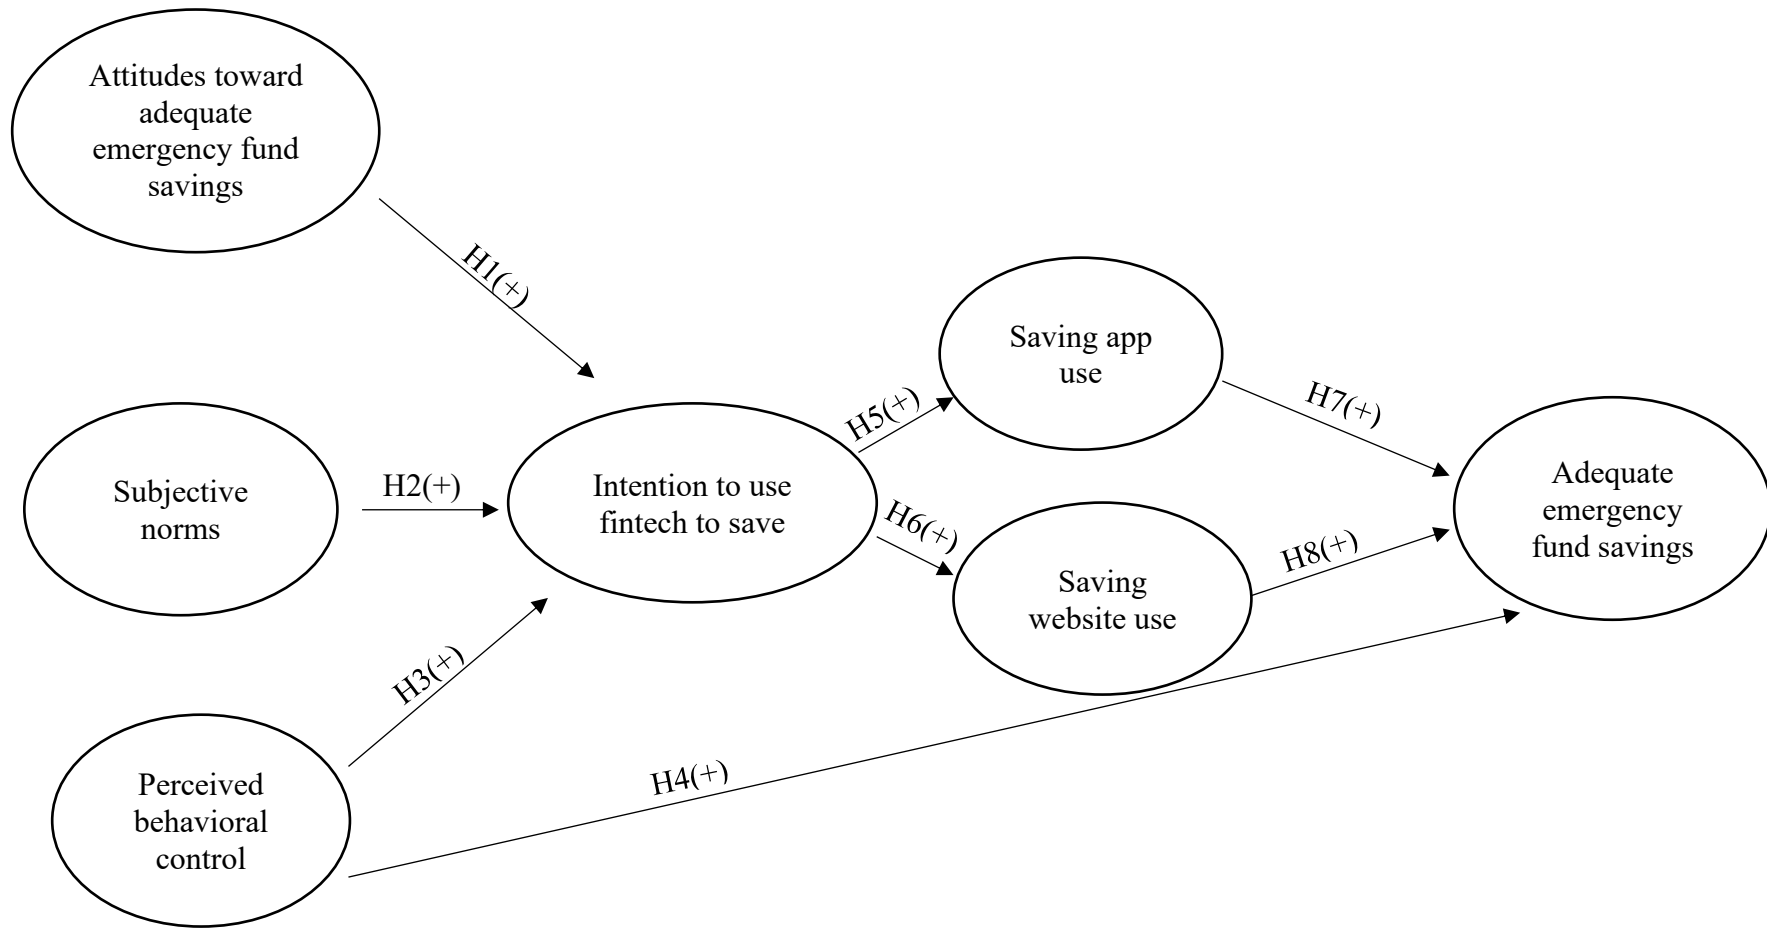 Attitudes toward
adequate
emergency fund
savings
H1(+)
Subjective
norms
H2(+)
Perceived
behavioral
control
H3(+)
H4(+)
Intention to use
fintech to save
H5(+)
H6(+)
Saving app
use
Saving
website use
H7(+)
H8(+)
Adequate
emergency
fund savings